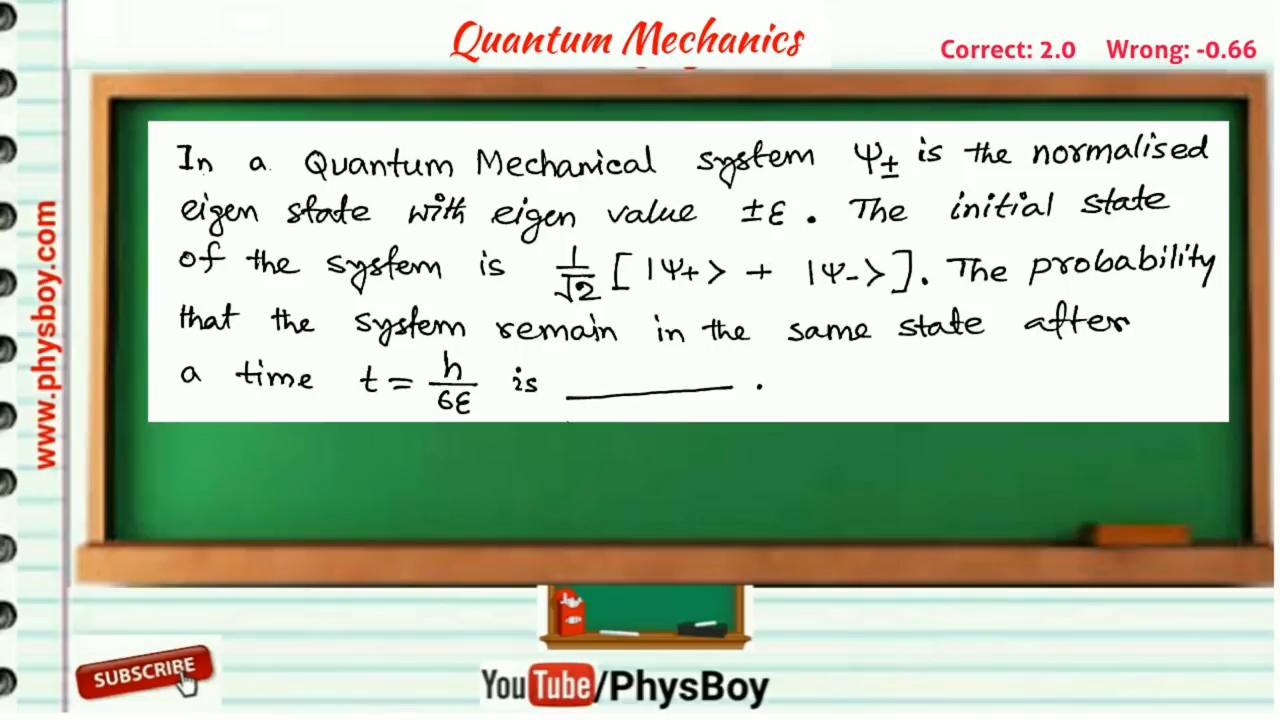 Quantum Mechanics
Correct: 2.0 Wrong: -0.66
In a Quantum Mechanical system Ψ± is the normalised
eigen state with eigen value ±ε. The initial state
of the system is 1/√2 [|Ψ+> + |Ψ->]. The probability
that the system remain in the same state after
a time t = h/6ε is ________.
www.physboy.com
SUBSCRIBE
YouTube/PhysBoy